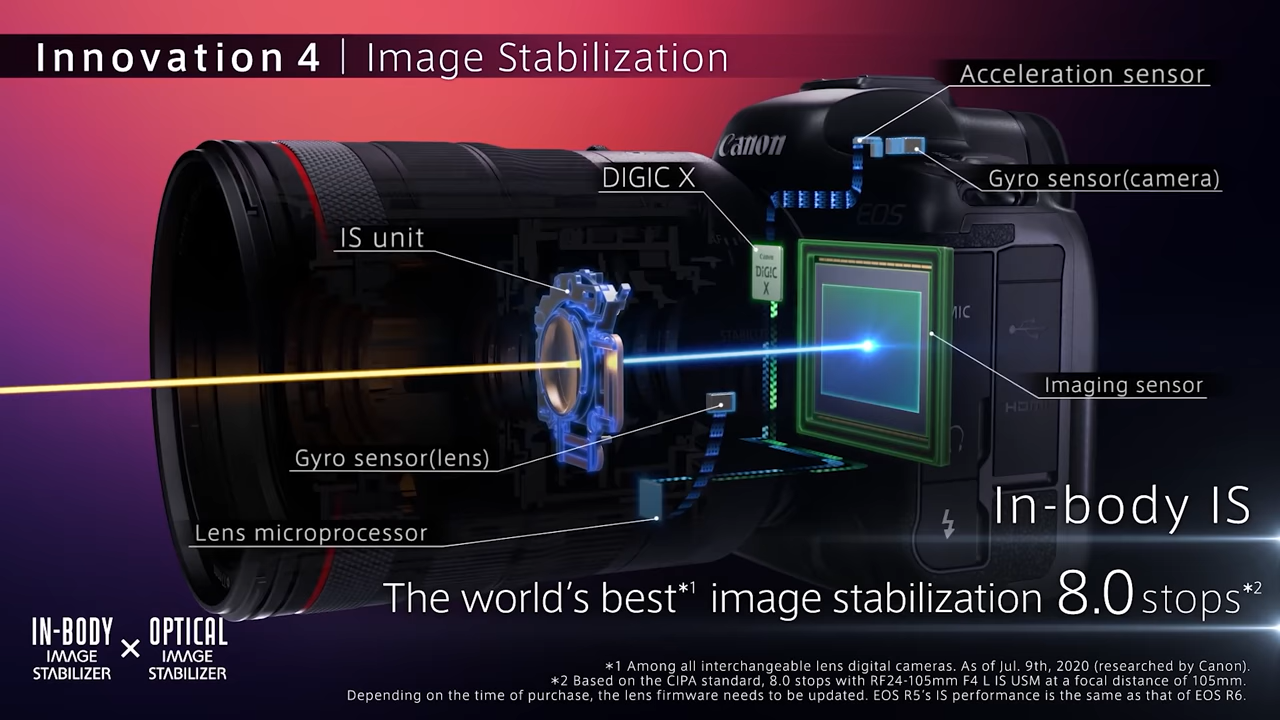 Innovation 4 | Image Stabilization
Acceleration sensor
Canon
DIGIC X
Gyro sensor(camera)
EOS
IS unit
Canon
DIGIC
X
MIC
Imaging sensor
Gyro sensor(lens)
In-body IS
Lens microprocessor
The world's best*1 image stabilization 8.0 stops*2
IN-BODY
IMAGE
STABILIZER
×
OPTICAL
IMAGE
STABILIZER
*1 Among all interchangeable lens digital cameras. As of Jul. 9th, 2020 (researched by Canon).
*2 Based on the CIPA standard, 8.0 stops with RF24-105mm F4 L IS USM at a focal distance of 105mm.
Depending on the time of purchase, the lens firmware needs to be updated. EOS R5's IS performance is the same as that of EOS R6.